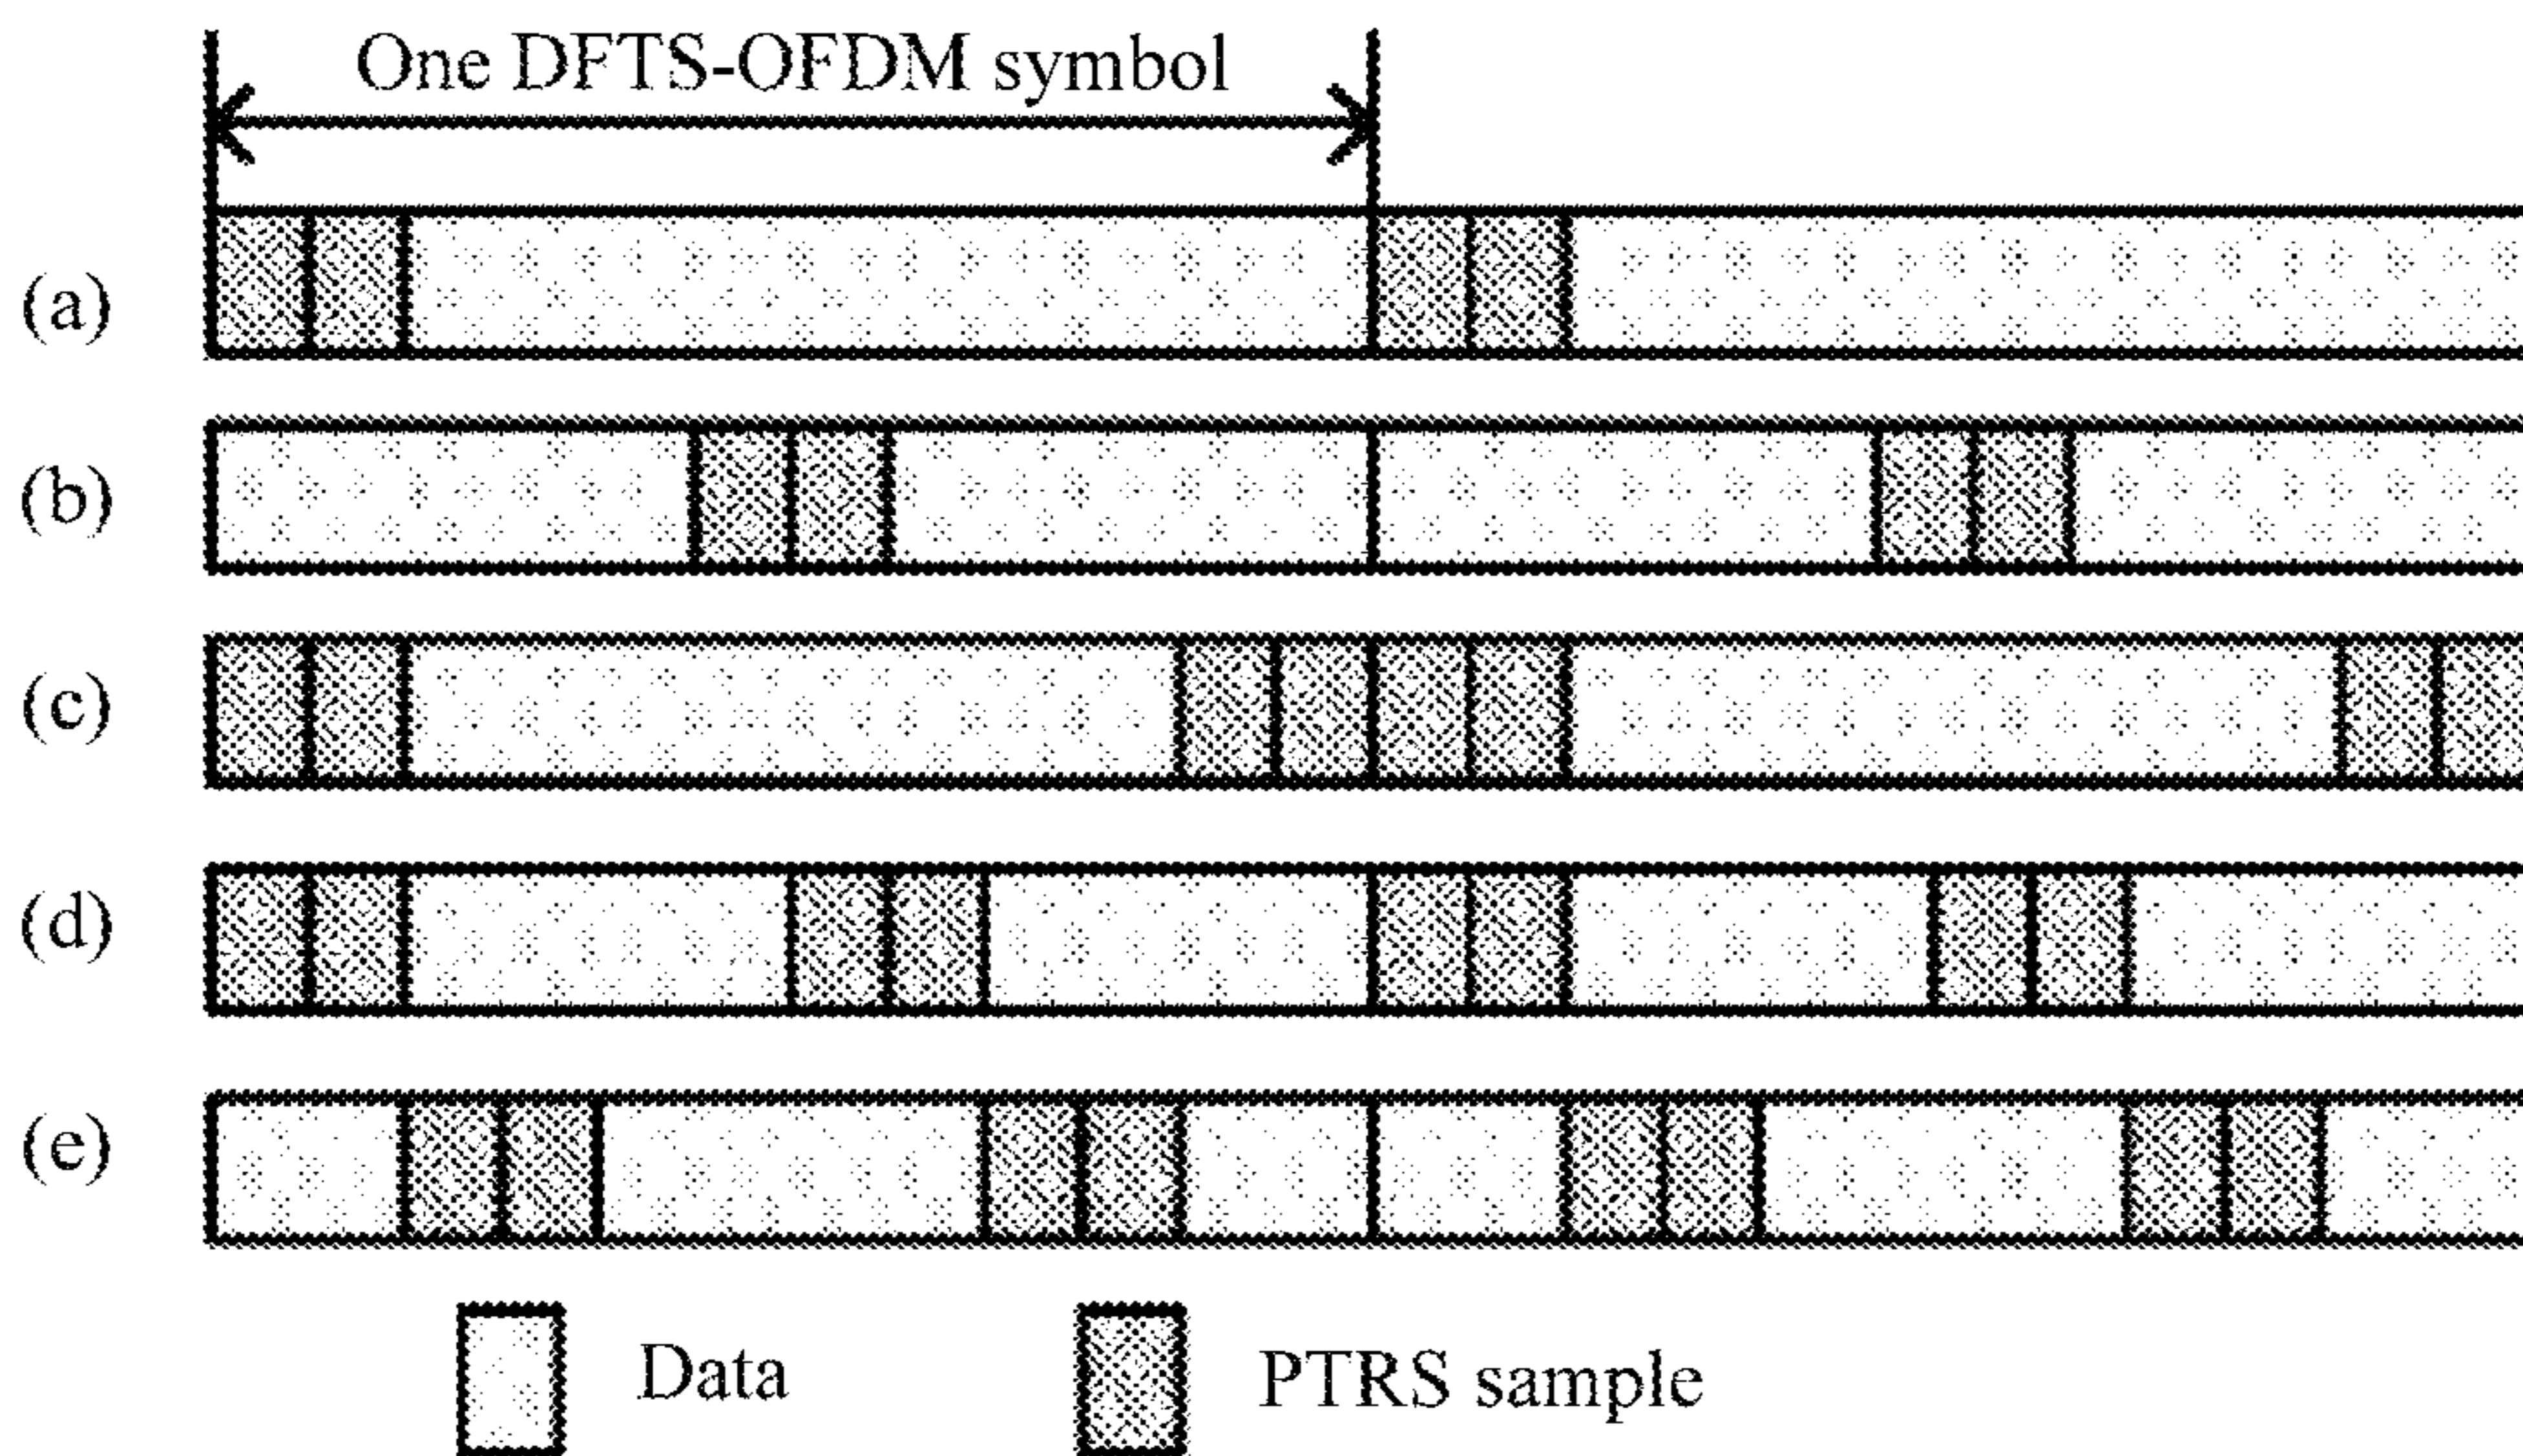 One DFTS-OFDM symbol
(a)
(b)
(c)
(d)
(e)
Data
PTRS sample